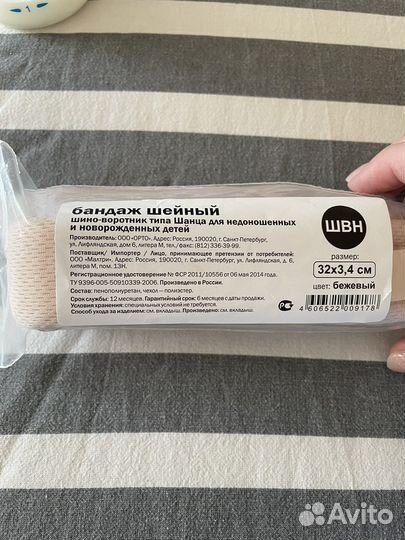 бандаж шейный
шино-воротник типа Шанца для недоношенных
и новорожденных детей
Производитель: ООО «ОРТО». Адрес: Россия, 190020, г. Санкт-Петербург,
ул. Лифляндская, дом 6, литера М, тел./факс: (812) 336-39-99.
Поставщик/ Импортер / Лицо, принимающее претензии от потребителей:
ООО «Малтри». Адрес: Россия, 190020, г. Санкт-Петербург, ул. Лифляндская, д. 6,
литера М, пом. 13Н.
Регистрационное удостоверение № ФСР 2011/10556 от 06 мая 2014 года.
ТУ 9396-005-50910339-2006. Товар сертифицирован.
Состав: пенополиуретан, чехол — полиэстер.
Срок службы: 12 месяцев. Гарантийный срок: 6 месяцев с даты продажи.
Условия хранения: специальных условий не требуется.
Способ ухода за изделием: см. вкладыш. Произведено: см. вкладыш.
ШВН
размер:
32х3,4 см
цвет: бежевый
4 606522 009178
Avito